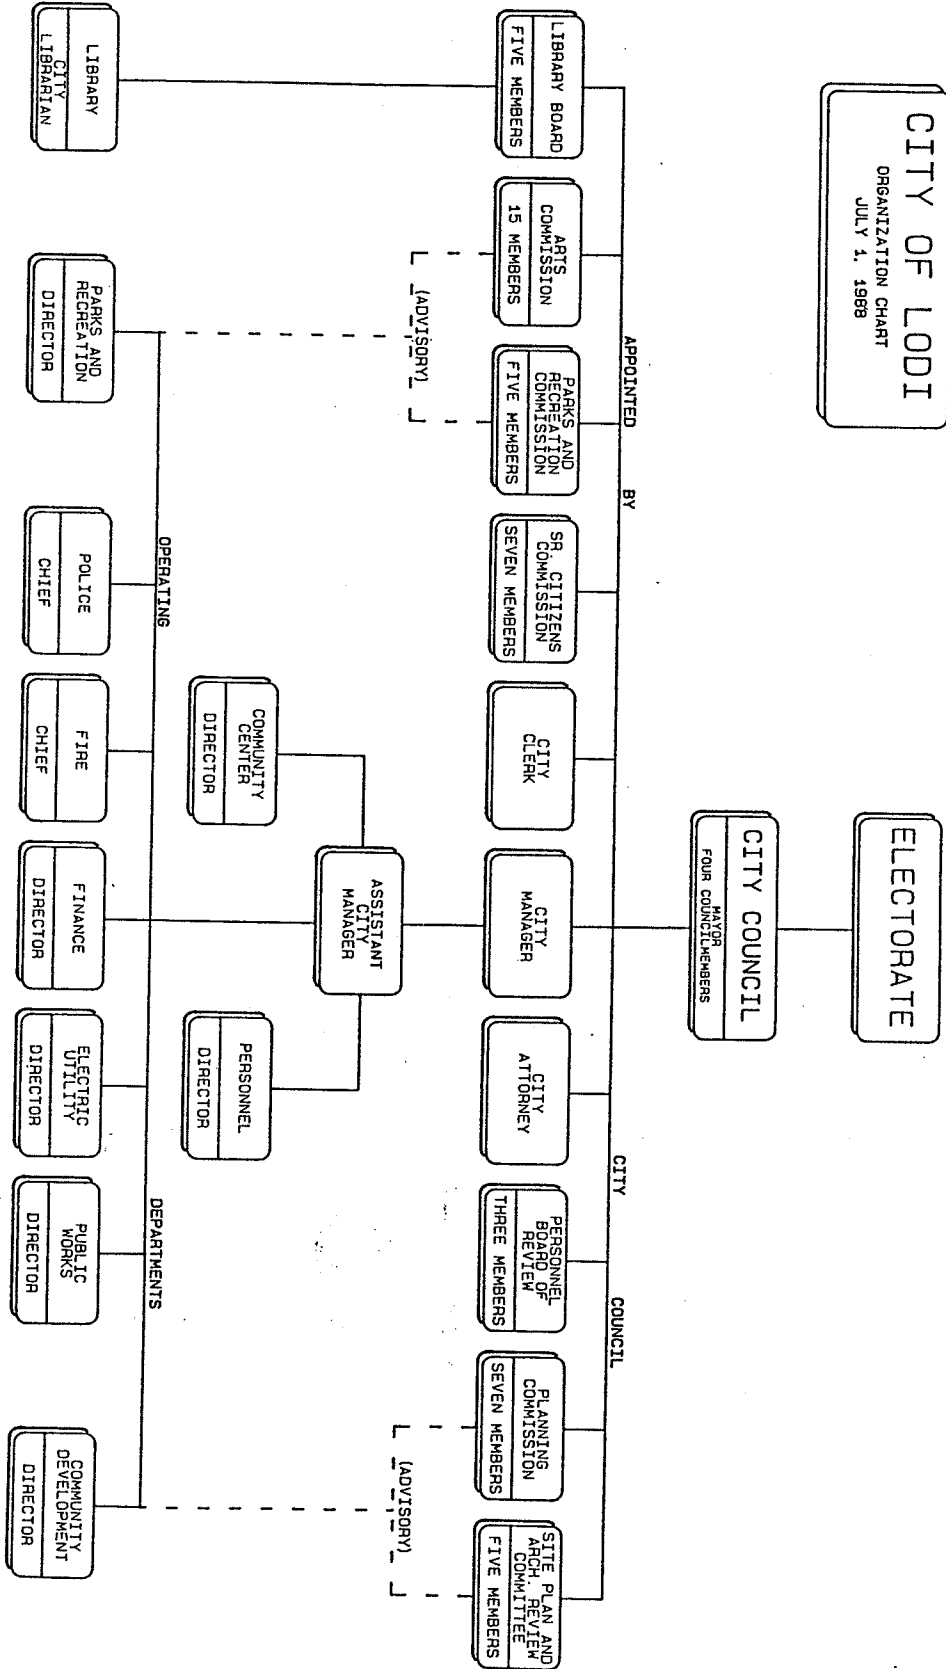 CITY OF LODI
ORGANIZATION CHART
JULY 1, 1988
ELECTORATE
CITY COUNCIL
MAYOR
FOUR COUNCILMEMBERS
APPOINTED BY CITY COUNCIL
LIBRARY BOARD
FIVE MEMBERS
ARTS
COMMISSION
15 MEMBERS
PARKS AND
RECREATION
COMMISSION
FIVE MEMBERS
SR. CITIZENS
COMMISSION
SEVEN MEMBERS
CITY
CLERK
CITY
MANAGER
CITY
ATTORNEY
PERSONNEL
BOARD OF
REVIEW
THREE MEMBERS
PLANNING
COMMISSION
SEVEN MEMBERS
SITE PLAN AND
ARCH. REVIEW
COMMITTEE
FIVE MEMBERS
(ADVISORY)
(ADVISORY)
ASSISTANT
CITY
MANAGER
COMMUNITY
CENTER
DIRECTOR
PERSONNEL
DIRECTOR
OPERATING DEPARTMENTS
LIBRARY
CITY
LIBRARIAN
PARKS AND
RECREATION
DIRECTOR
POLICE
CHIEF
FIRE
CHIEF
FINANCE
DIRECTOR
ELECTRIC
UTILITY
DIRECTOR
PUBLIC
WORKS
DIRECTOR
COMMUNITY
DEVELOPMENT
DIRECTOR